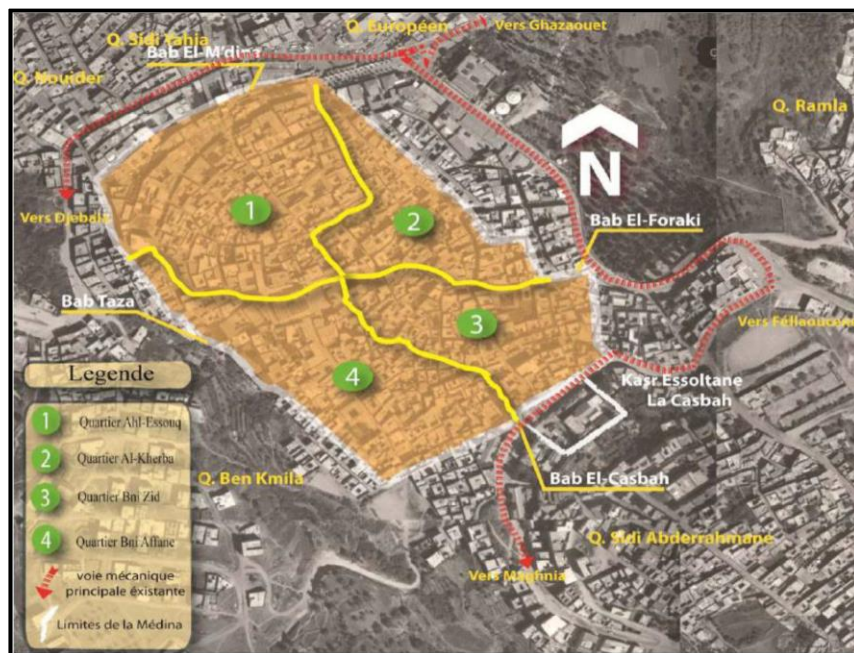 Q. Européen
Vers Ghazaouet
Q. Sidi Yahia
Bab El-M'dina
Q. Mouider
Q. Ramla
N
1
2
Vers Djebala
Bab El-Foraki
Bab Taza
3
Vers Féllaoucene
4
Kasr Essoltane
La Casbah
Q. Ben Kmila
Bab El-Casbah
Q. Sidi Abderrahmane
Vers Maghnia
Legende
1 Quartier Ahl-Essouq
2 Quartier Al-Kherba
3 Quartier Bni Zid
4 Quartier Bni Affane
voie mécanique
principale éxistante
Limites de la Médina